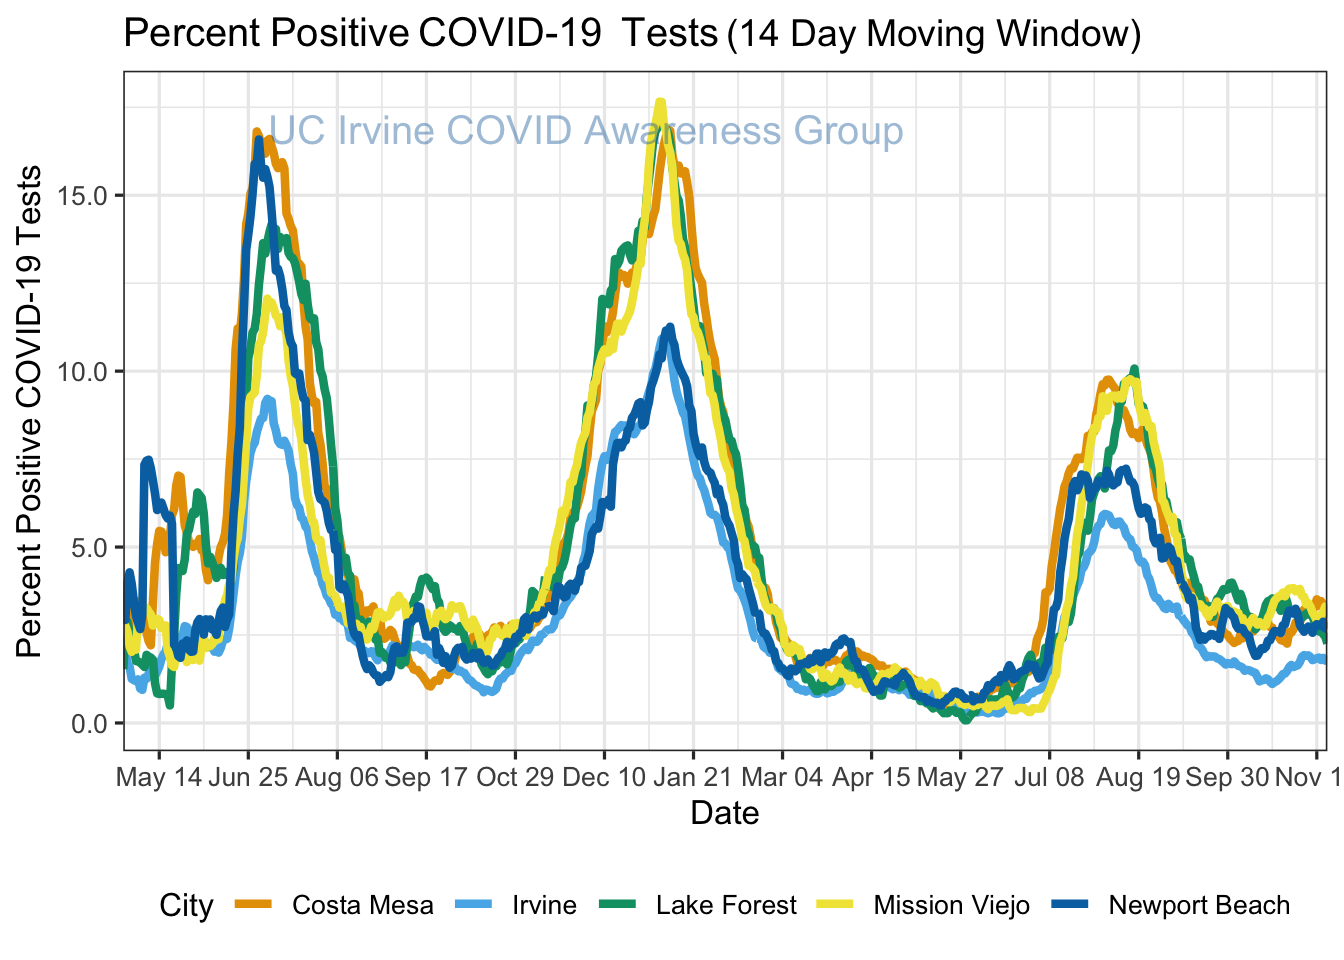 Percent Positive COVID-19 Tests (14 Day Moving Window)
UC Irvine COVID Awareness Group
Percent Positive COVID-19 Tests
15.0
10.0
5.0
0.0
May 14 Jun 25 Aug 06 Sep 17 Oct 29 Dec 10 Jan 21 Mar 04 Apr 15 May 27 Jul 08 Aug 19 Sep 30 Nov 1
Date
City Costa Mesa Irvine Lake Forest Mission Viejo Newport Beach